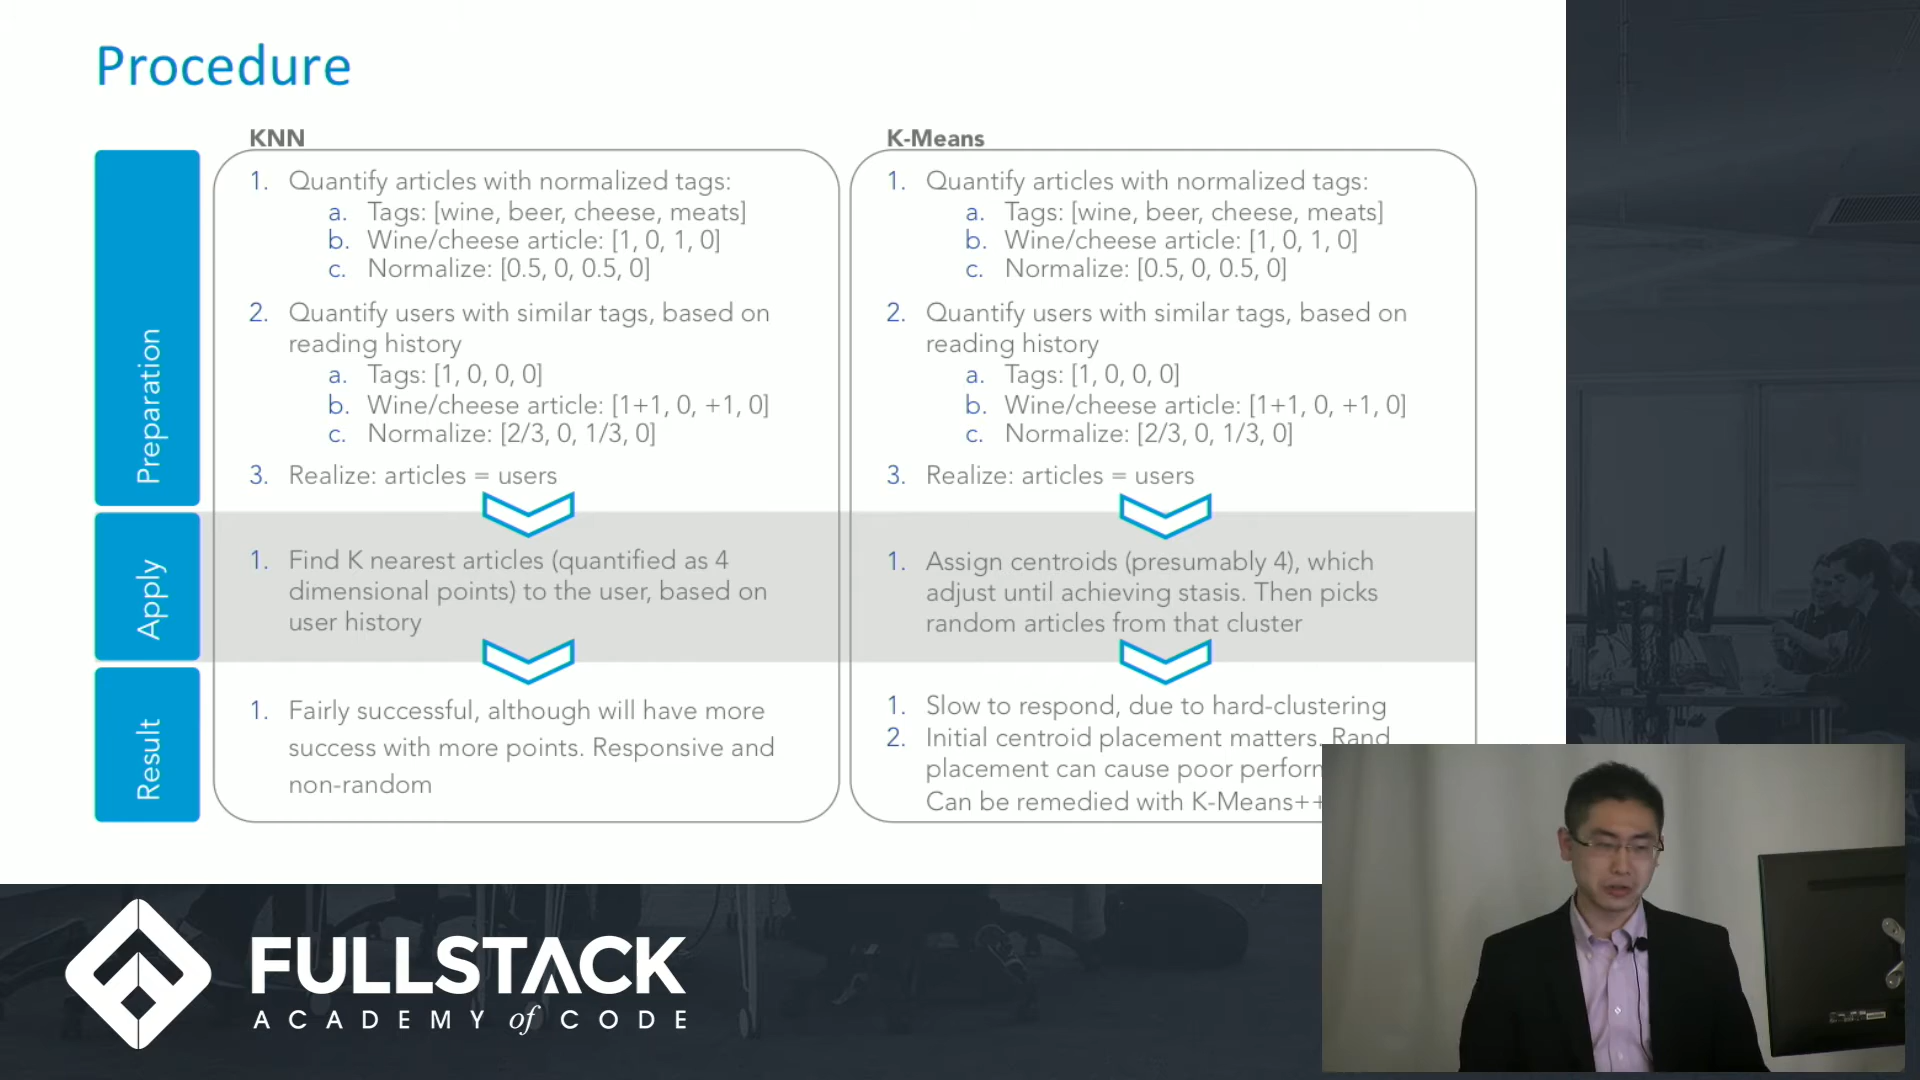 Procedure
KNN
K-Means
Preparation
1. Quantify articles with normalized tags:
a. Tags: [wine, beer, cheese, meats]
b. Wine/cheese article: [1, 0, 1, 0]
c. Normalize: [0.5, 0, 0.5, 0]
2. Quantify users with similar tags, based on
reading history
a. Tags: [1, 0, 0, 0]
b. Wine/cheese article: [1+1, 0, +1, 0]
c. Normalize: [2/3, 0, 1/3, 0]
3. Realize: articles = users
1. Quantify articles with normalized tags:
a. Tags: [wine, beer, cheese, meats]
b. Wine/cheese article: [1, 0, 1, 0]
c. Normalize: [0.5, 0, 0.5, 0]
2. Quantify users with similar tags, based on
reading history
a. Tags: [1, 0, 0, 0]
b. Wine/cheese article: [1+1, 0, +1, 0]
c. Normalize: [2/3, 0, 1/3, 0]
3. Realize: articles = users
Apply
1. Find K nearest articles (quantified as 4
dimensional points) to the user, based on
user history
1. Assign centroids (presumably 4), which
adjust until achieving stasis. Then picks
random articles from that cluster
Result
1. Fairly successful, although will have more
success with more points. Responsive and
non-random
1. Slow to respond, due to hard-clustering
2. Initial centroid placement matters. Rand
placement can cause poor perforn
Can be remedied with K-Means++
FULLSTACK
ACADEMY of CODE